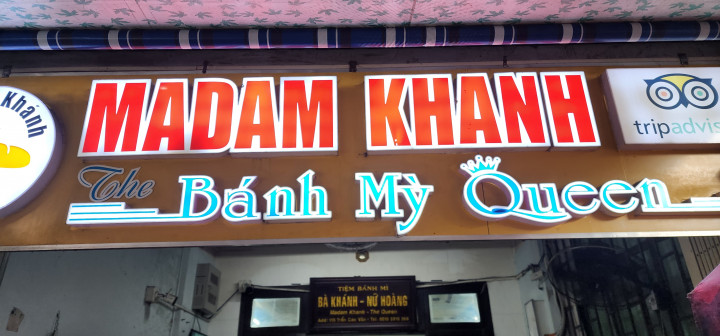 Khánh
MADAM KHANH
tripadvis
The Bánh Mỳ Queen
TIỆM BÁNH MÌ
BÀ KHÁNH - NỮ HOÀNG
Madam Khanh - The Queen